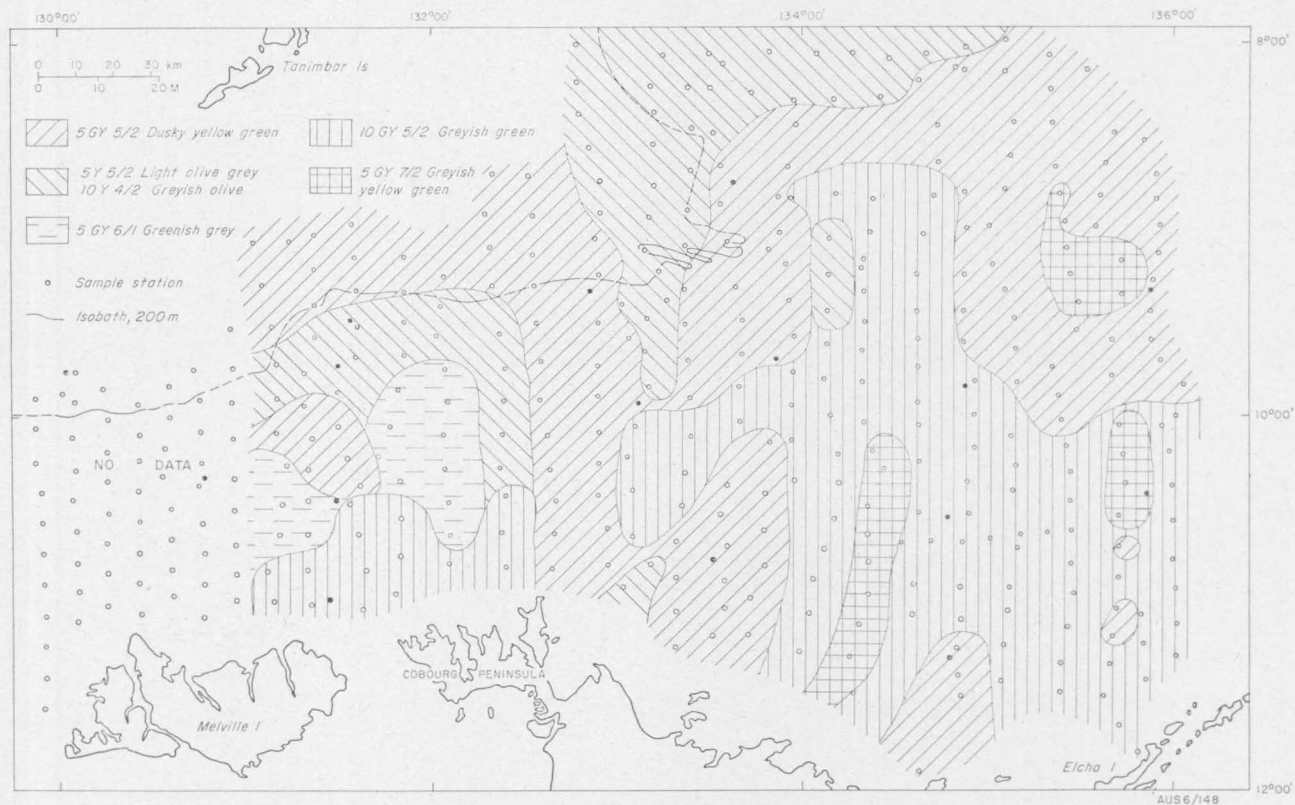 130°00' 132°00' 134°00' 136°00'
8°00'
Tanimbar Is
0 10 20 30 km
0 10 20 M
5 GY 5/2 Dusky yellow green
10 GY 5/2 Greyish green
5 Y 5/2 Light olive grey
10 Y 4/2 Greyish olive
5 GY 7/2 Greyish
yellow green
5 GY 6/1 Greenish grey
Sample station
Isobath, 200 m
10°00'
NO DATA
COBOURG PENINSULA
Melville I
Elcho I
12°00'
AUS 6/148